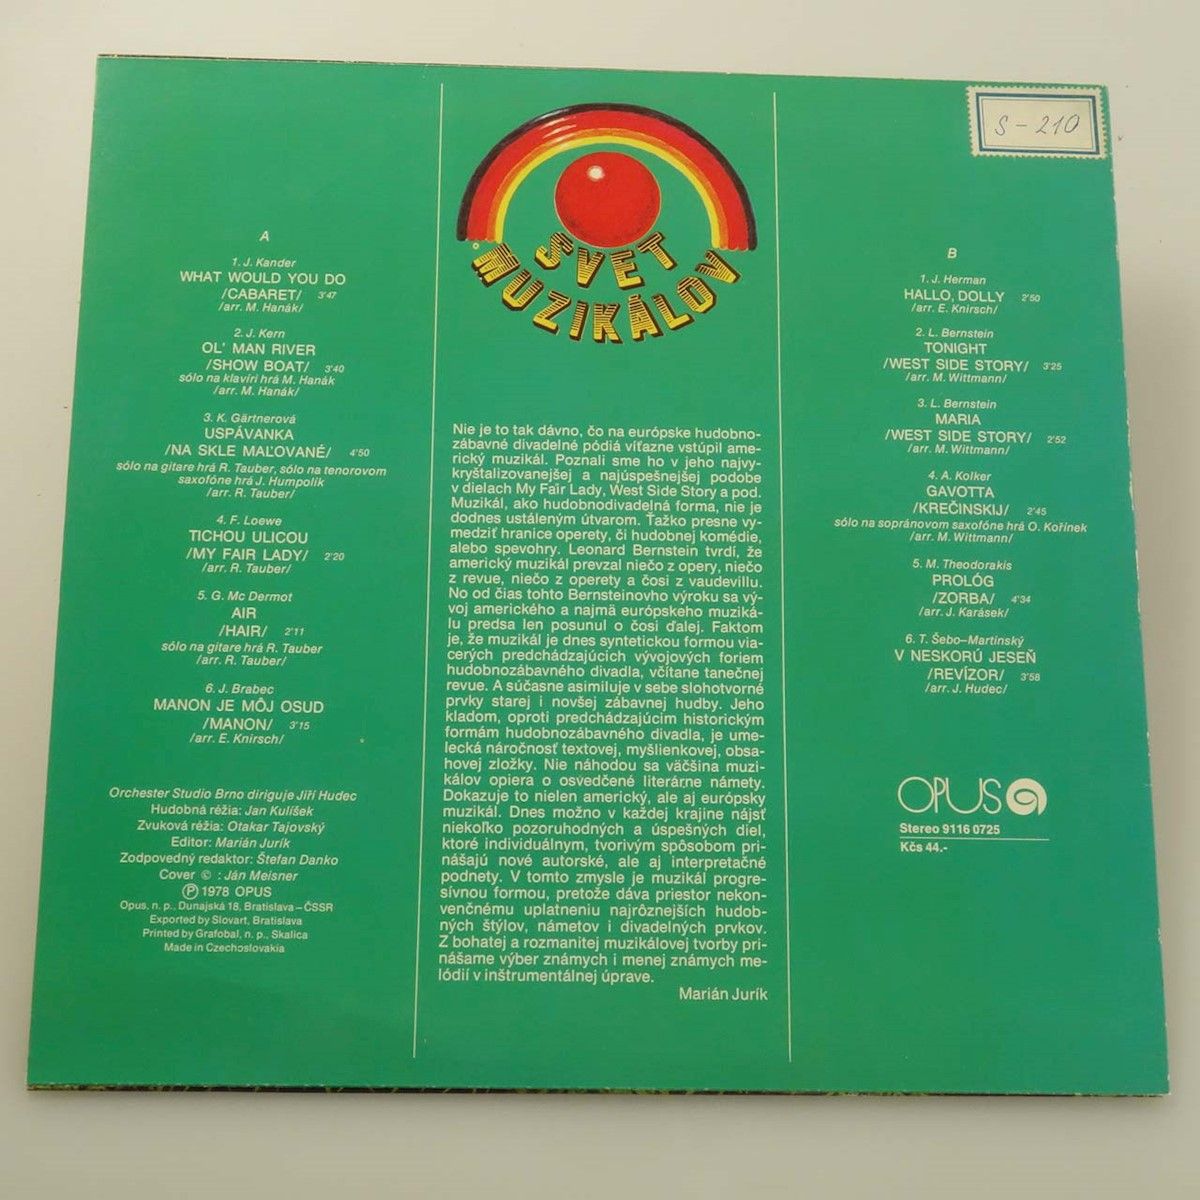 S-210
SVET
MUZIKÁLOV
A
1. J. Kander
WHAT WOULD YOU DO
/CABARET/ 3'47
/arr. M. Hanák/
2. J. Kern
OL' MAN RIVER
/SHOW BOAT/ 3'40
sólo na klavíri hrá M. Hanák
/arr. M. Hanák/
3. K. Gärtnerová
USPÁVANKA
/NA SKLE MAĽOVANÉ/ 4'50
sólo na gitare hrá R. Tauber, sólo na tenorovom
saxofóne hrá J. Humpolík
/arr. R. Tauber/
4. F. Loewe
TICHOU ULICOU
/MY FAIR LADY/ 2'20
/arr. R. Tauber/
5. G. Mc Dermot
AIR
/HAIR/ 2'11
sólo na gitare hrá R. Tauber
/arr. R. Tauber/
6. J. Brabec
MANON JE MÔJ OSUD
/MANON/ 3'15
/arr. E. Knirsch/
Orchester Studio Brno diriguje Jiří Hudec
Hudobná réžia: Jan Kulíšek
Zvuková réžia: Otakar Tajovský
Editor: Marián Jurík
Zodpovedný redaktor: Štefan Danko
Cover © : Ján Meisner
Ⓟ 1978 OPUS
Opus, n. p., Dunajská 18, Bratislava – ČSSR
Exported by Slovart, Bratislava
Printed by Grafobal, n. p., Skalica
Made in Czechoslovakia
Nie je to tak dávno, čo na európske hudobno-
zábavné divadelné pódiá víťazne vstúpil ame-
rický muzikál. Poznali sme ho v jeho najvy-
kryštalizovanejšej a najúspešnejšej podobe
v dielach My Fair Lady, West Side Story a pod.
Muzikál, ako hudobnodivadelná forma, nie je
dodnes ustáleným útvarom. Ťažko presne vy-
medziť hranice operety, či hudobnej komédie,
alebo spevohry. Leonard Bernstein tvrdí, že
americký muzikál prevzal niečo z opery, niečo
z revue, niečo z operety a čosi z vaudevillu.
No od čias tohto Bernsteinovho výroku sa vý-
voj amerického a najmä európskeho muziká-
lu predsa len posunul o čosi ďalej. Faktom
je, že muzikál je dnes syntetickou formou via-
cerých predchádzajúcich vývojových foriem
hudobnozábavného divadla, včítane tanečnej
revue. A súčasne asimiluje v sebe slohotvorné
prvky starej i novšej zábavnej hudby. Jeho
kladom, oproti predchádzajúcim historickým
formám hudobnozábavného divadla, je ume-
lecká náročnosť textovej, myšlienkovej, obsa-
hovej zložky. Nie náhodou sa väčšina muzi-
kálov opiera o osvedčené literárne námety.
Dokazuje to nielen americký, ale aj európsky
muzikál. Dnes možno v každej krajine nájsť
niekoľko pozoruhodných a úspešných diel,
ktoré individuálnym, tvorivým spôsobom pri-
nášajú nové autorské, ale aj interpretačné
podnety. V tomto zmysle je muzikál progre-
sívnou formou, pretože dáva priestor nekon-
venčnému uplatneniu najrôznejších hudob-
ných štýlov, námetov i divadelných prvkov.
Z bohatej a rozmanitej muzikálovej tvorby pri-
nášame výber známych i menej známych me-
lódií v inštrumentálnej úprave.
Marián Jurík
B
1. J. Herman
HALLO, DOLLY 2'50
/arr. E. Knirsch/
2. L. Bernstein
TONIGHT
/WEST SIDE STORY/ 3'25
/arr. M. Wittmann/
3. L. Bernstein
MARIA
/WEST SIDE STORY/ 2'52
/arr. M. Wittmann/
4. A. Kolker
GAVOTTA
/KREČINSKIJ/ 2'45
sólo na sopránovom saxofóne hrá O. Kořínek
/arr. M. Wittmann/
5. M. Theodorakis
PROLÓG
/ZORBA/ 4'34
/arr. J. Karásek/
6. T. Šebo–Martinský
V NESKORÚ JESEŇ
/REVÍZOR/ 3'58
/arr. J. Hudec/
OPUS
Stereo 9116 0725
Kčs 44.-